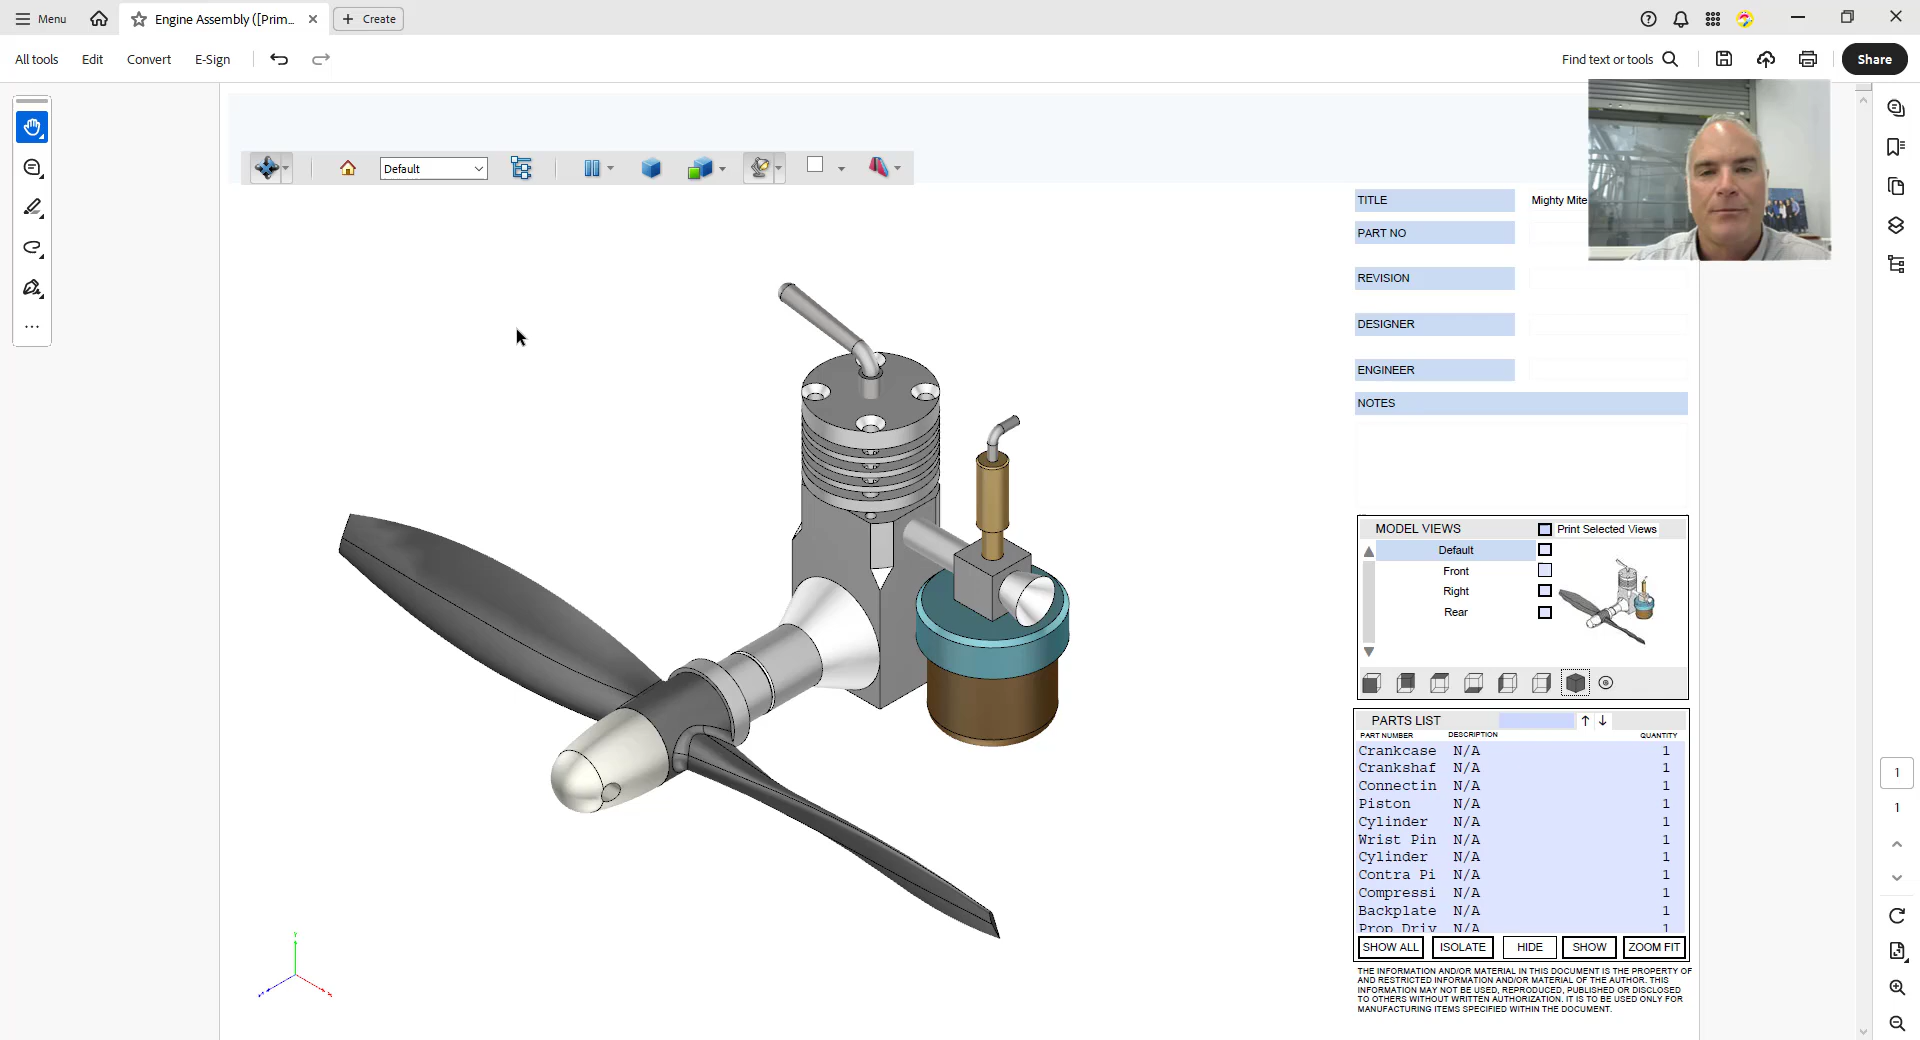 Menu
Engine Assembly ([Prim...
Create
All tools
Edit
Convert
E-Sign
Find text or tools
Share
Default
TITLE
Mighty Mite
PART NO
REVISION
DESIGNER
ENGINEER
NOTES
MODEL VIEWS
Print Selected Views
Default
Front
Right
Rear
PARTS LIST
PART NUMBER DESCRIPTION QUANTITY
Crankcase N/A 1
Crankshaf N/A 1
Connectin N/A 1
Piston N/A 1
Cylinder N/A 1
Wrist Pin N/A 1
Cylinder N/A 1
Contra Pi N/A 1
Compressi N/A 1
Backplate N/A 1
Prop Driv N/A 1
SHOW ALL ISOLATE HIDE SHOW ZOOM FIT
THE INFORMATION AND/OR MATERIAL IN THIS DOCUMENT IS THE PROPERTY OF
AND RESTRICTED INFORMATION AND/OR MATERIAL OF THE AUTHOR. THIS
INFORMATION MAY NOT BE USED, REPRODUCED, PUBLISHED OR DISCLOSED
TO OTHERS WITHOUT WRITTEN AUTHORIZATION. IT IS TO BE USED ONLY FOR
MANUFACTURING ITEMS SPECIFIED WITHIN THE DOCUMENT.
1
1